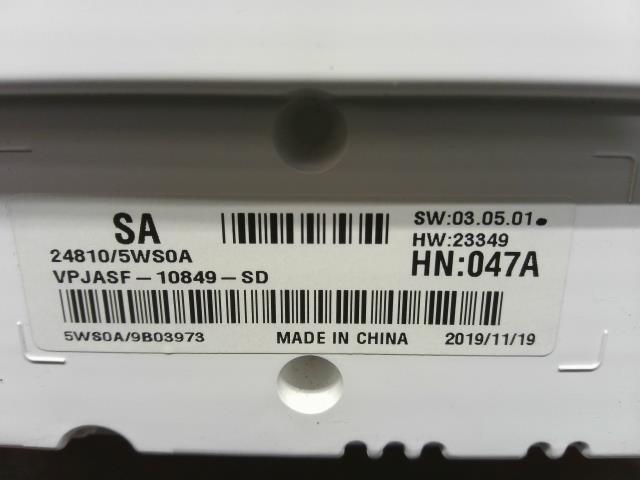 SA
SW:03.05.01.
24810/5WS0A
HW:23349
VPJASF-10849-SD
HN:047A
5WS0A/9B03973
MADE IN CHINA
2019/11/19